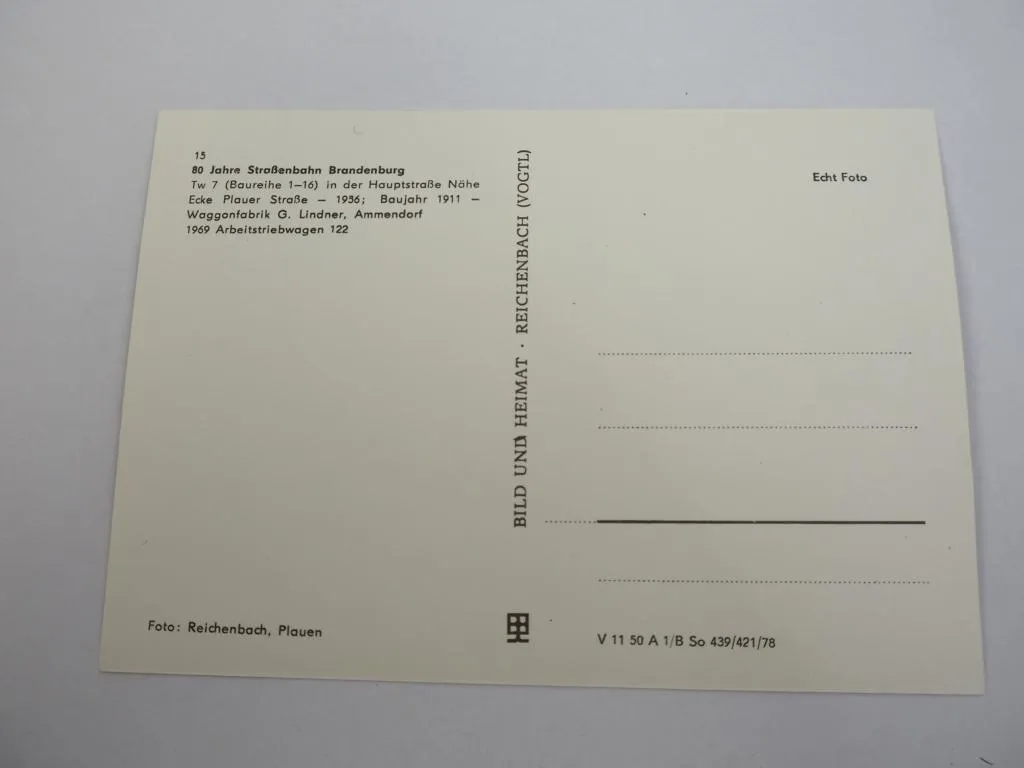 15
80 Jahre Straßenbahn Brandenburg
Tw 7 (Baureihe 1—16) in der Hauptstraße Nähe
Ecke Plauer Straße — 1936; Baujahr 1911 —
Waggonfabrik G. Lindner, Ammendorf
1969 Arbeitstriebwagen 122
Foto: Reichenbach, Plauen
BILD UND HEIMAT · REICHENBACH (VOGTL)
Echt Foto
V 11 50 A 1/B So 439/421/78